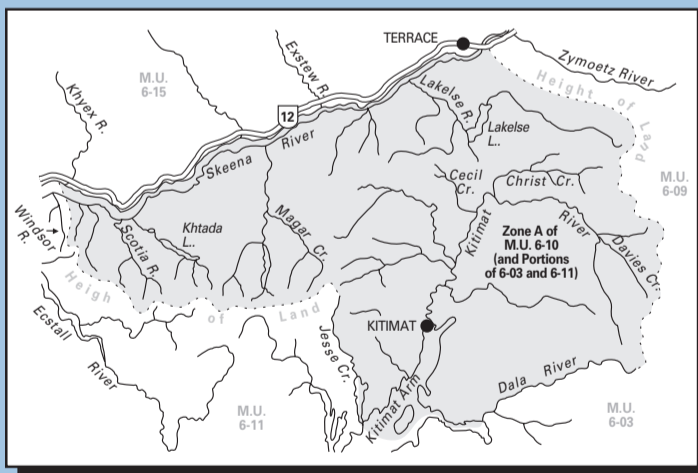 TERRACE
Zymoetz River
Exstew R.
M.U.
6-15
Height of Land
Khyex R.
Lakelse R.
12
Lakelse
L..
Skeena River
M.U.
6-09
Cecil
Cr.
Christ Cr.
Windsor
R.
Scotia R.
Khtada
L..
Magar Cr.
Kitimat River
Zone A of
M.U. 6-10
(and Portions
of 6-03 and 6-11)
Davies Cr.
Heigh of Land
Ecstall
River
Jesse Cr.
KITIMAT
Kitimat Arm
Dala River
M.U.
6-11
M.U.
6-03